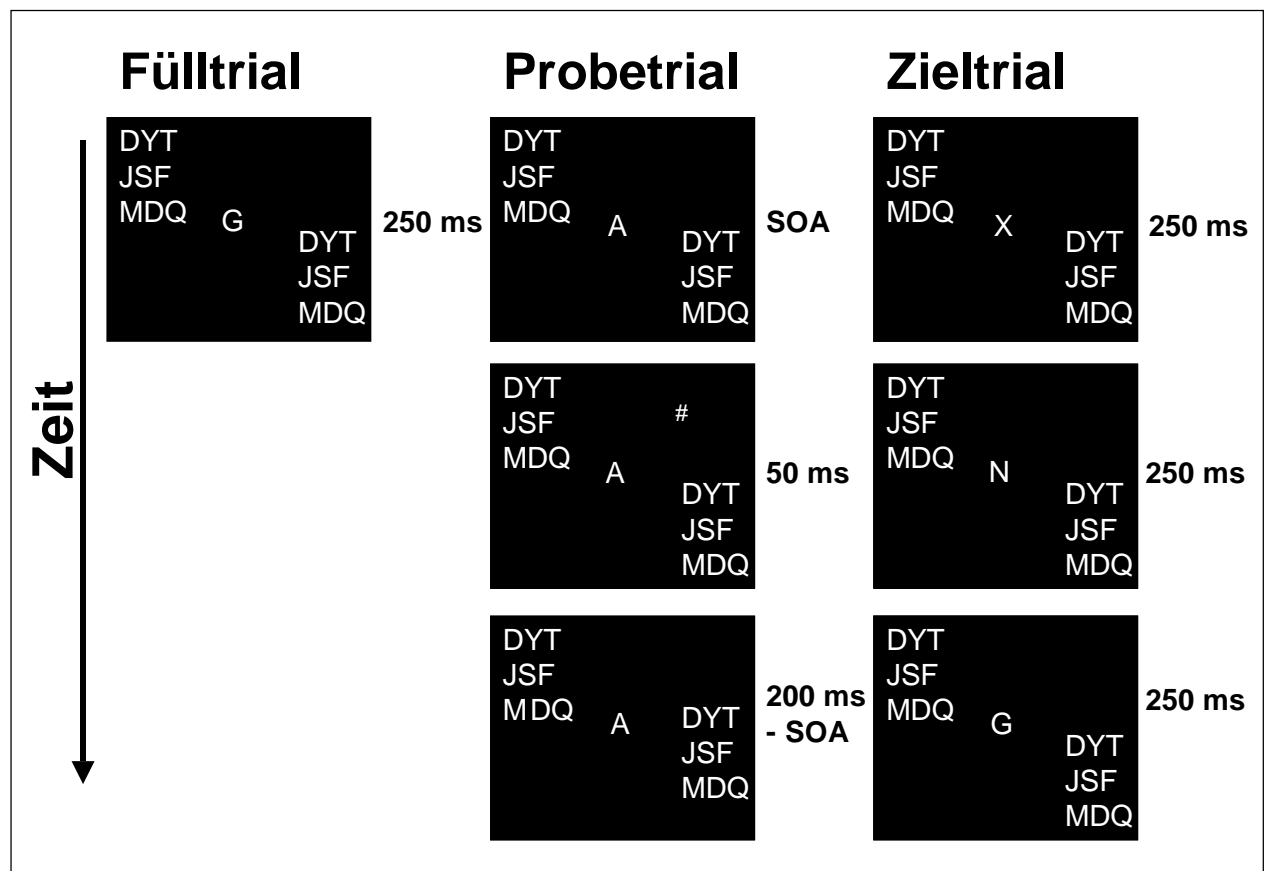 Fülltrial
Probetrial
Zieltrial
Zeit
DYT
JSF
MDQ
G
DYT
JSF
MDQ
250 ms
DYT
JSF
MDQ
A
DYT
JSF
MDQ
SOA
DYT
JSF
MDQ
X
DYT
JSF
MDQ
250 ms
DYT
JSF
MDQ
#
A
DYT
JSF
MDQ
50 ms
DYT
JSF
MDQ
N
DYT
JSF
MDQ
250 ms
DYT
JSF
MDQ
A
DYT
JSF
MDQ
200 ms
- SOA
DYT
JSF
MDQ
G
DYT
JSF
MDQ
250 ms